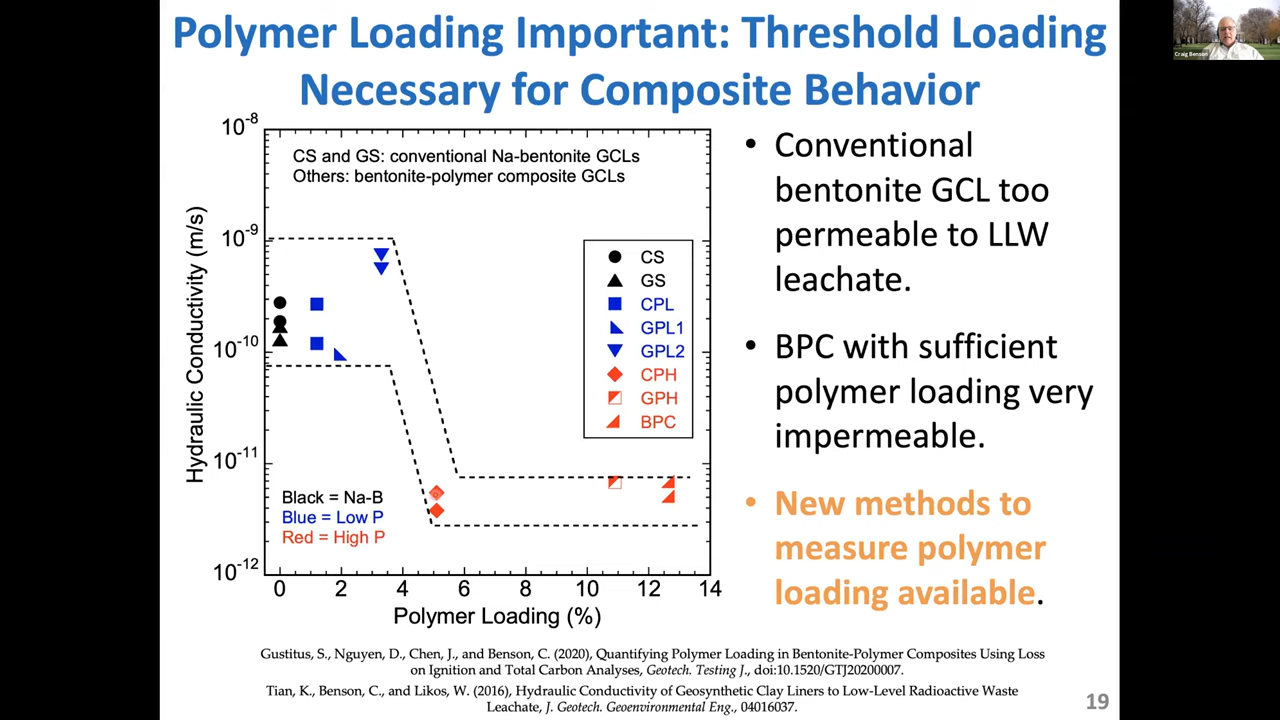 Polymer Loading Important: Threshold Loading
Necessary for Composite Behavior
Craig Benson
10-8
10-9
10-10
10-11
10-12
Hydraulic Conductivity (m/s)
CS and GS: conventional Na-bentonite GCLs
Others: bentonite-polymer composite GCLs
CS
GS
CPL
GPL1
GPL2
CPH
GPH
BPC
Black = Na-B
Blue = Low P
Red = High P
0 2 4 6 8 10 12 14
Polymer Loading (%)
• Conventional
bentonite GCL too
permeable to LLW
leachate.
• BPC with sufficient
polymer loading very
impermeable.
• New methods to
measure polymer
loading available.
Gustitus, S., Nguyen, D., Chen, J., and Benson, C. (2020), Quantifying Polymer Loading in Bentonite-Polymer Composites Using Loss
on Ignition and Total Carbon Analyses, Geotech. Testing J., doi:10.1520/GTJ20200007.
Tian, K., Benson, C., and Likos, W. (2016), Hydraulic Conductivity of Geosynthetic Clay Liners to Low-Level Radioactive Waste
Leachate, J. Geotech. Geoenvironmental Eng., 04016037.
19